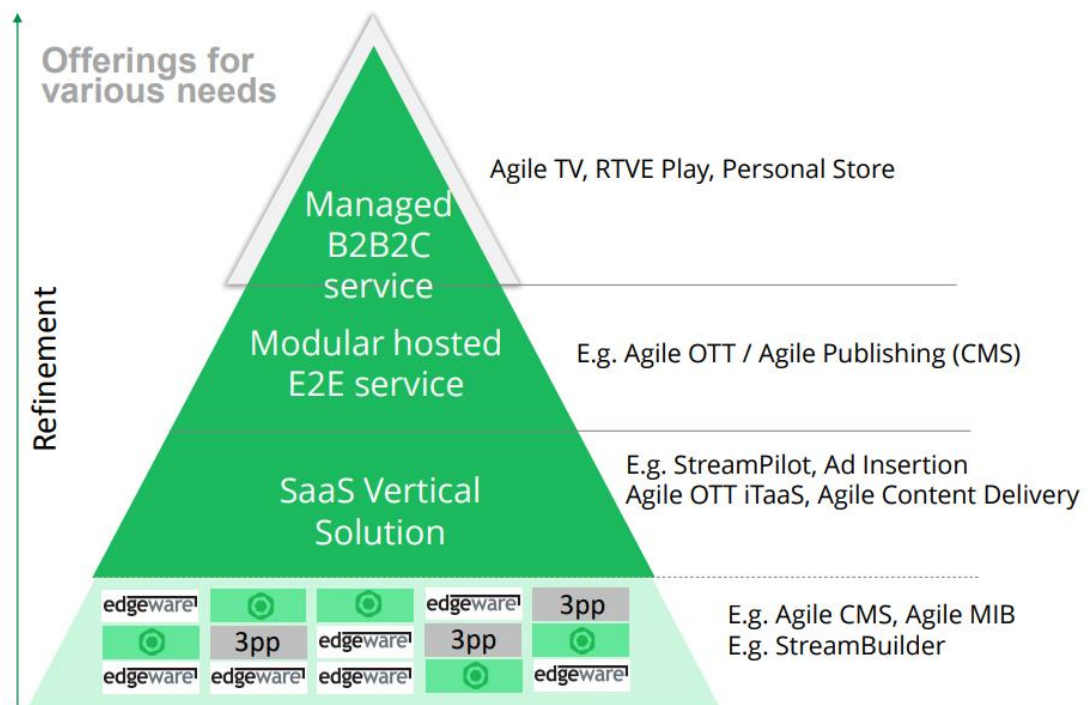 Offerings for
various needs
Refinement
Managed
B2B2C
service
Agile TV, RTVE Play, Personal Store
Modular hosted
E2E service
E.g. Agile OTT / Agile Publishing (CMS)
SaaS Vertical
Solution
E.g. StreamPilot, Ad Insertion
Agile OTT iTaaS, Agile Content Delivery
edgeware edgeware 3pp
3pp edgeware 3pp
edgeware edgeware edgeware edgeware
E.g. Agile CMS, Agile MIB
E.g. StreamBuilder